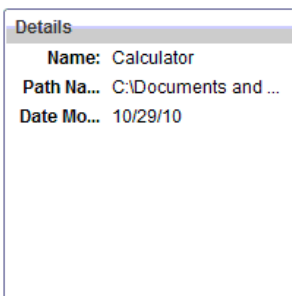 Details
Name: Calculator
Path Na... C:\Documents and ...
Date Mo... 10/29/10